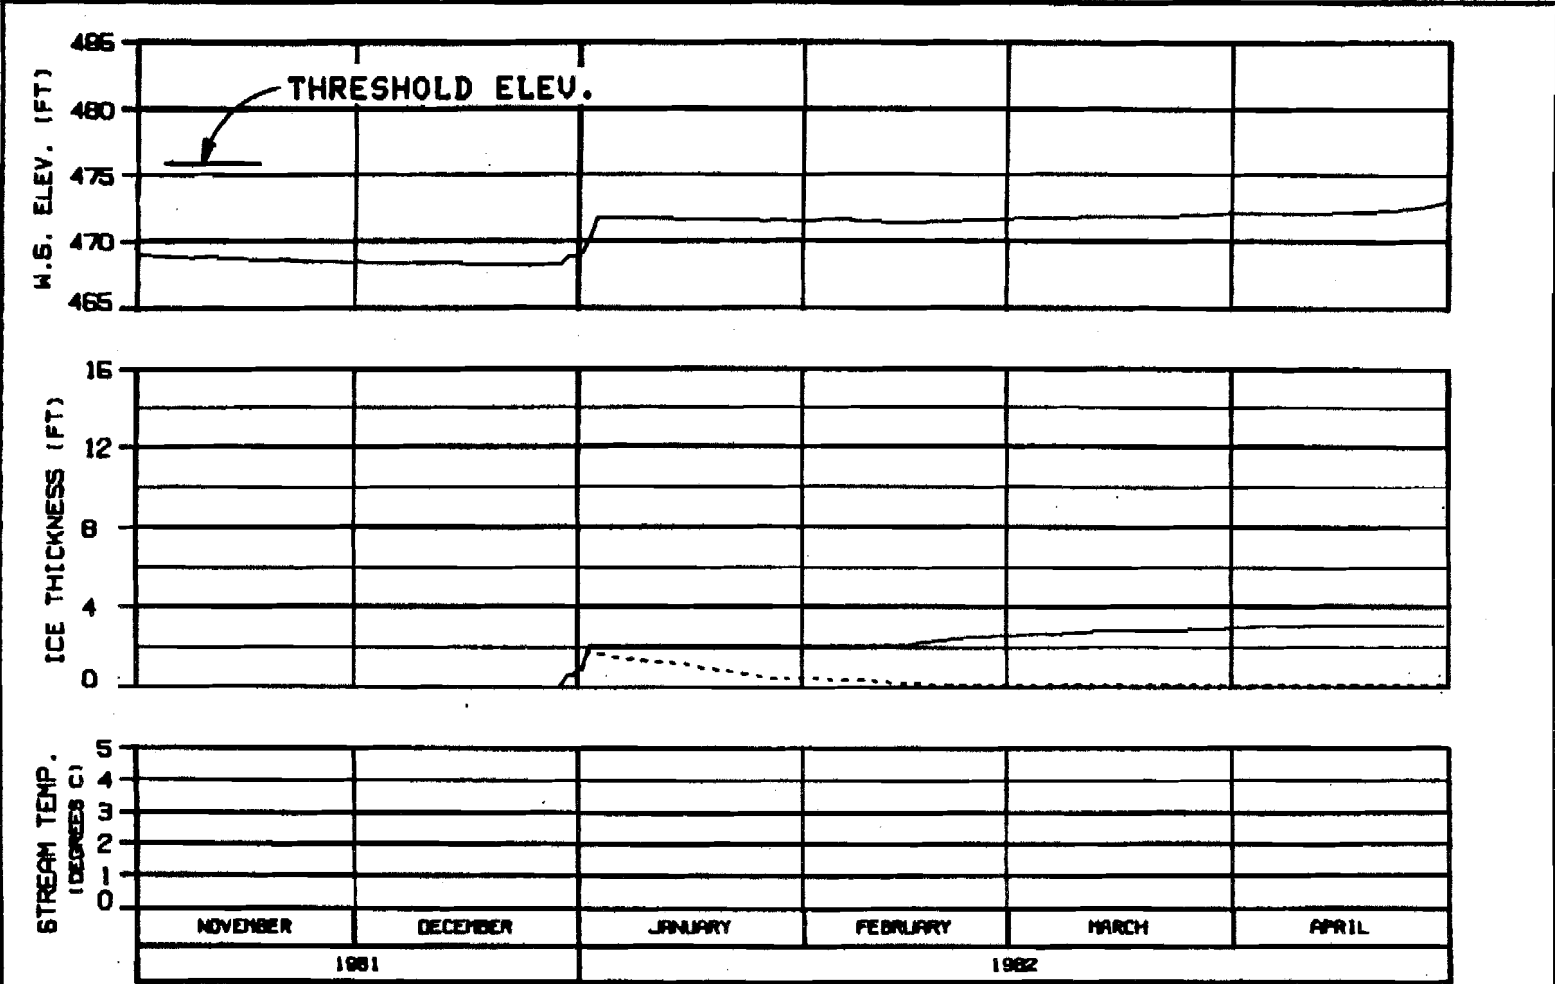 485
THRESHOLD ELEV.
480
475
470
465
W.S. ELEV. (FT)
16
12
8
4
0
ICE THICKNESS (FT)
5
4
3
2
1
0
STREAM TEMP.
(DEGREES C)
NOVEMBER DECEMBER JANUARY FEBRUARY MARCH APRIL
1981 1982